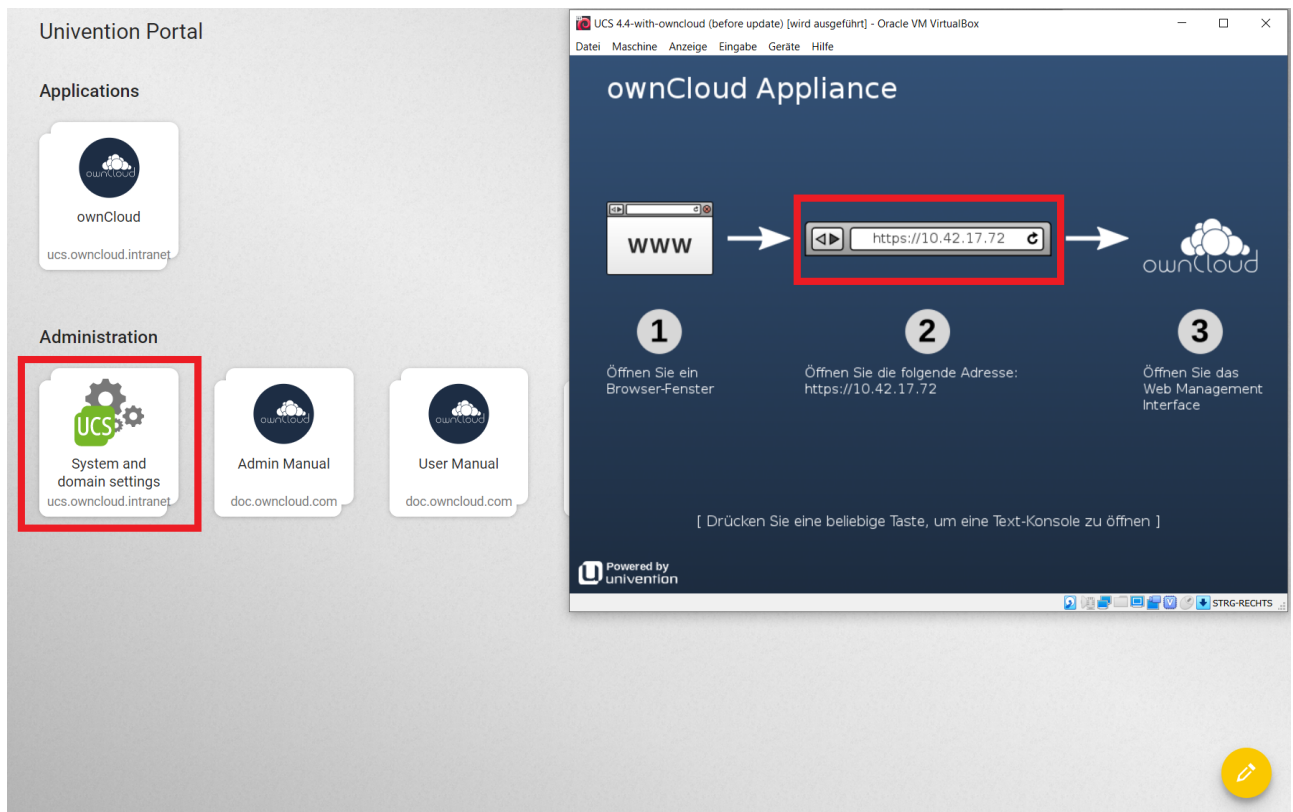 Univention Portal
Applications
ownCloud
ownCloud
ucs.owncloud.intranet
Administration
UCS
System and
domain settings
ucs.owncloud.intranet
ownCloud
Admin Manual
doc.owncloud.com
ownCloud
User Manual
doc.owncloud.com
UCS 4.4-with-owncloud (before update) [wird ausgeführt] - Oracle VM VirtualBox
Datei Maschine Anzeige Eingabe Geräte Hilfe
ownCloud Appliance
www
https://10.42.17.72
ownCloud
1
2
3
Öffnen Sie ein
Browser-Fenster
Öffnen Sie die folgende Adresse:
https://10.42.17.72
Öffnen Sie das
Web Management
Interface
[ Drücken Sie eine beliebige Taste, um eine Text-Konsole zu öffnen ]
Powered by
univention
STRG-RECHTS